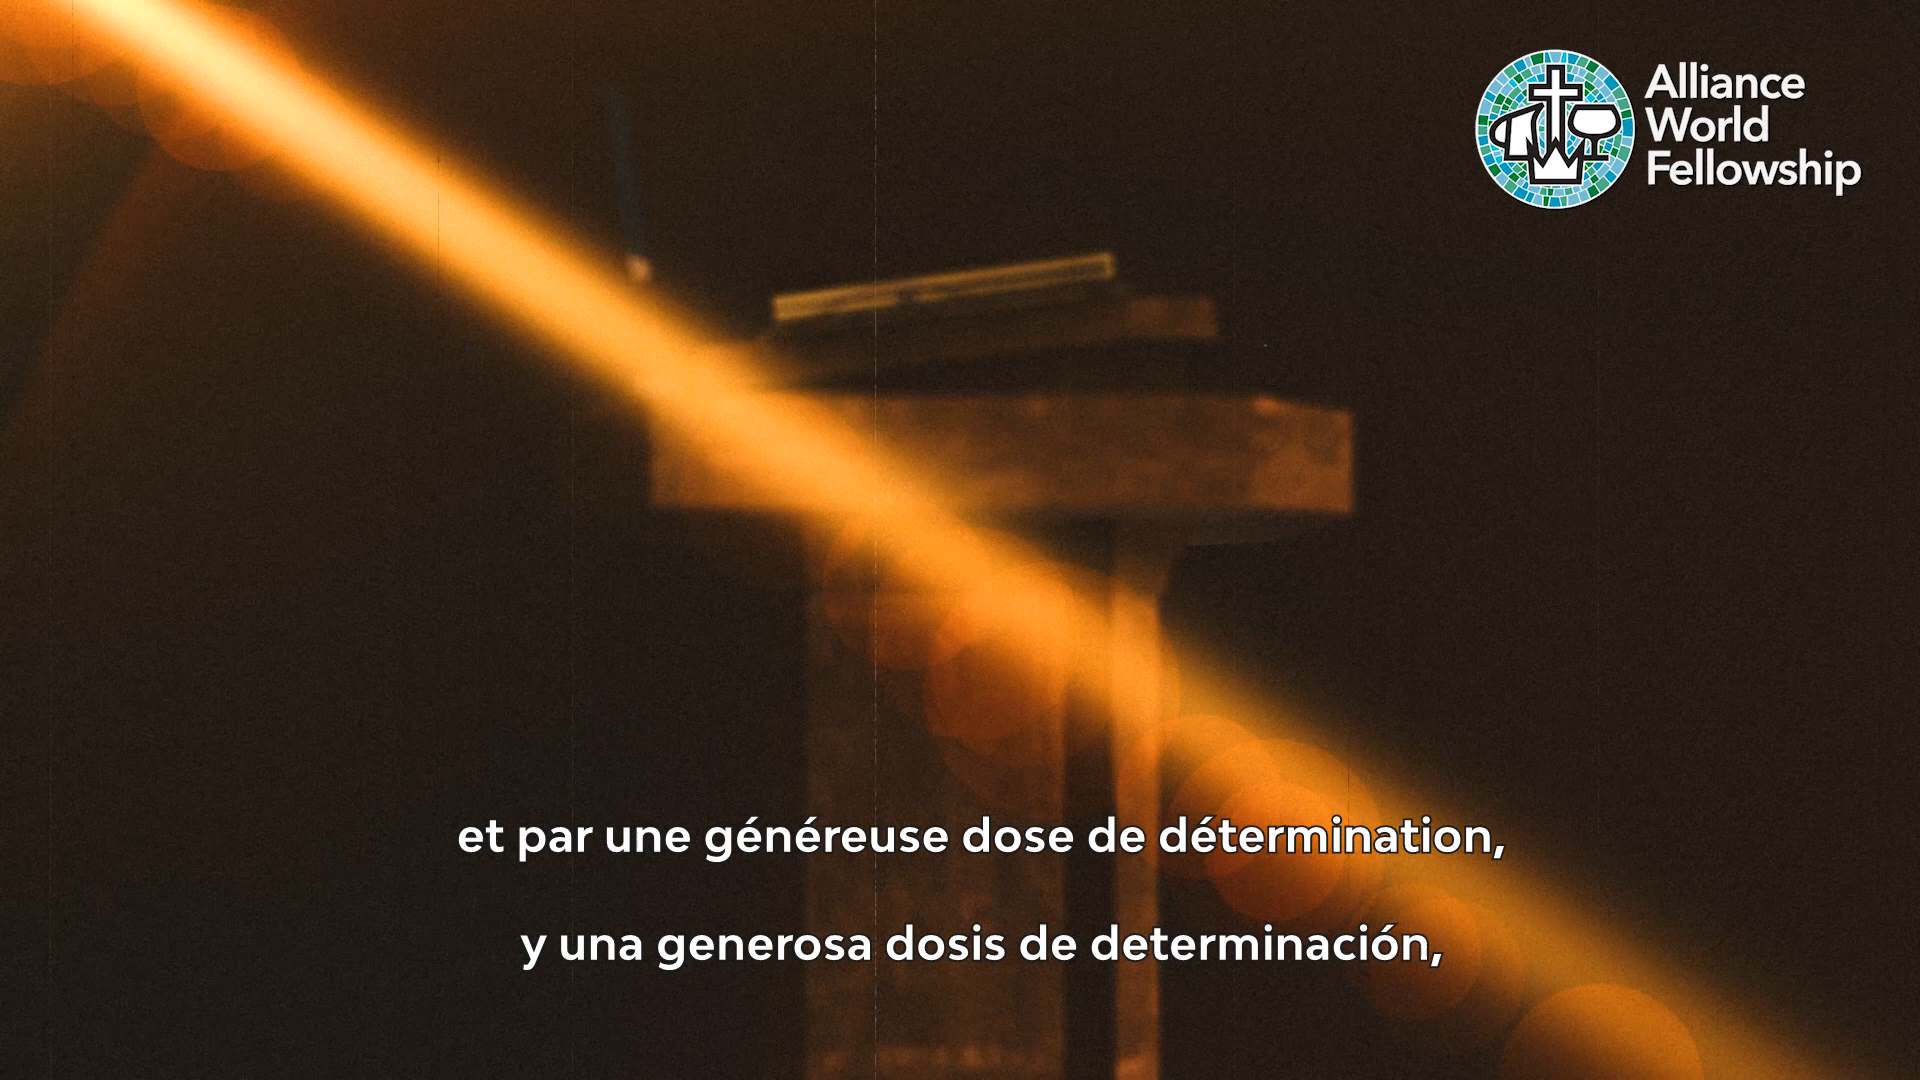 Alliance
World
Fellowship
et par une généreuse dose de détermination,
y una generosa dosis de determinación,